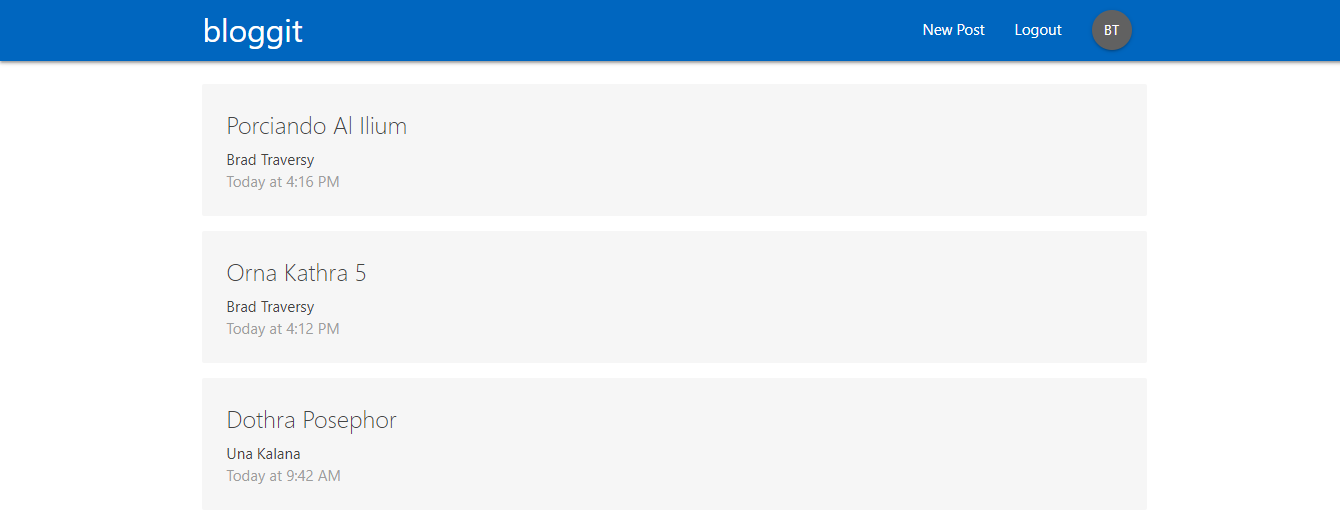 bloggit
New Post
Logout
BT
Porciando Al Ilium
Brad Traversy
Today at 4:16 PM
Orna Kathra 5
Brad Traversy
Today at 4:12 PM
Dothra Posephor
Una Kalana
Today at 9:42 AM